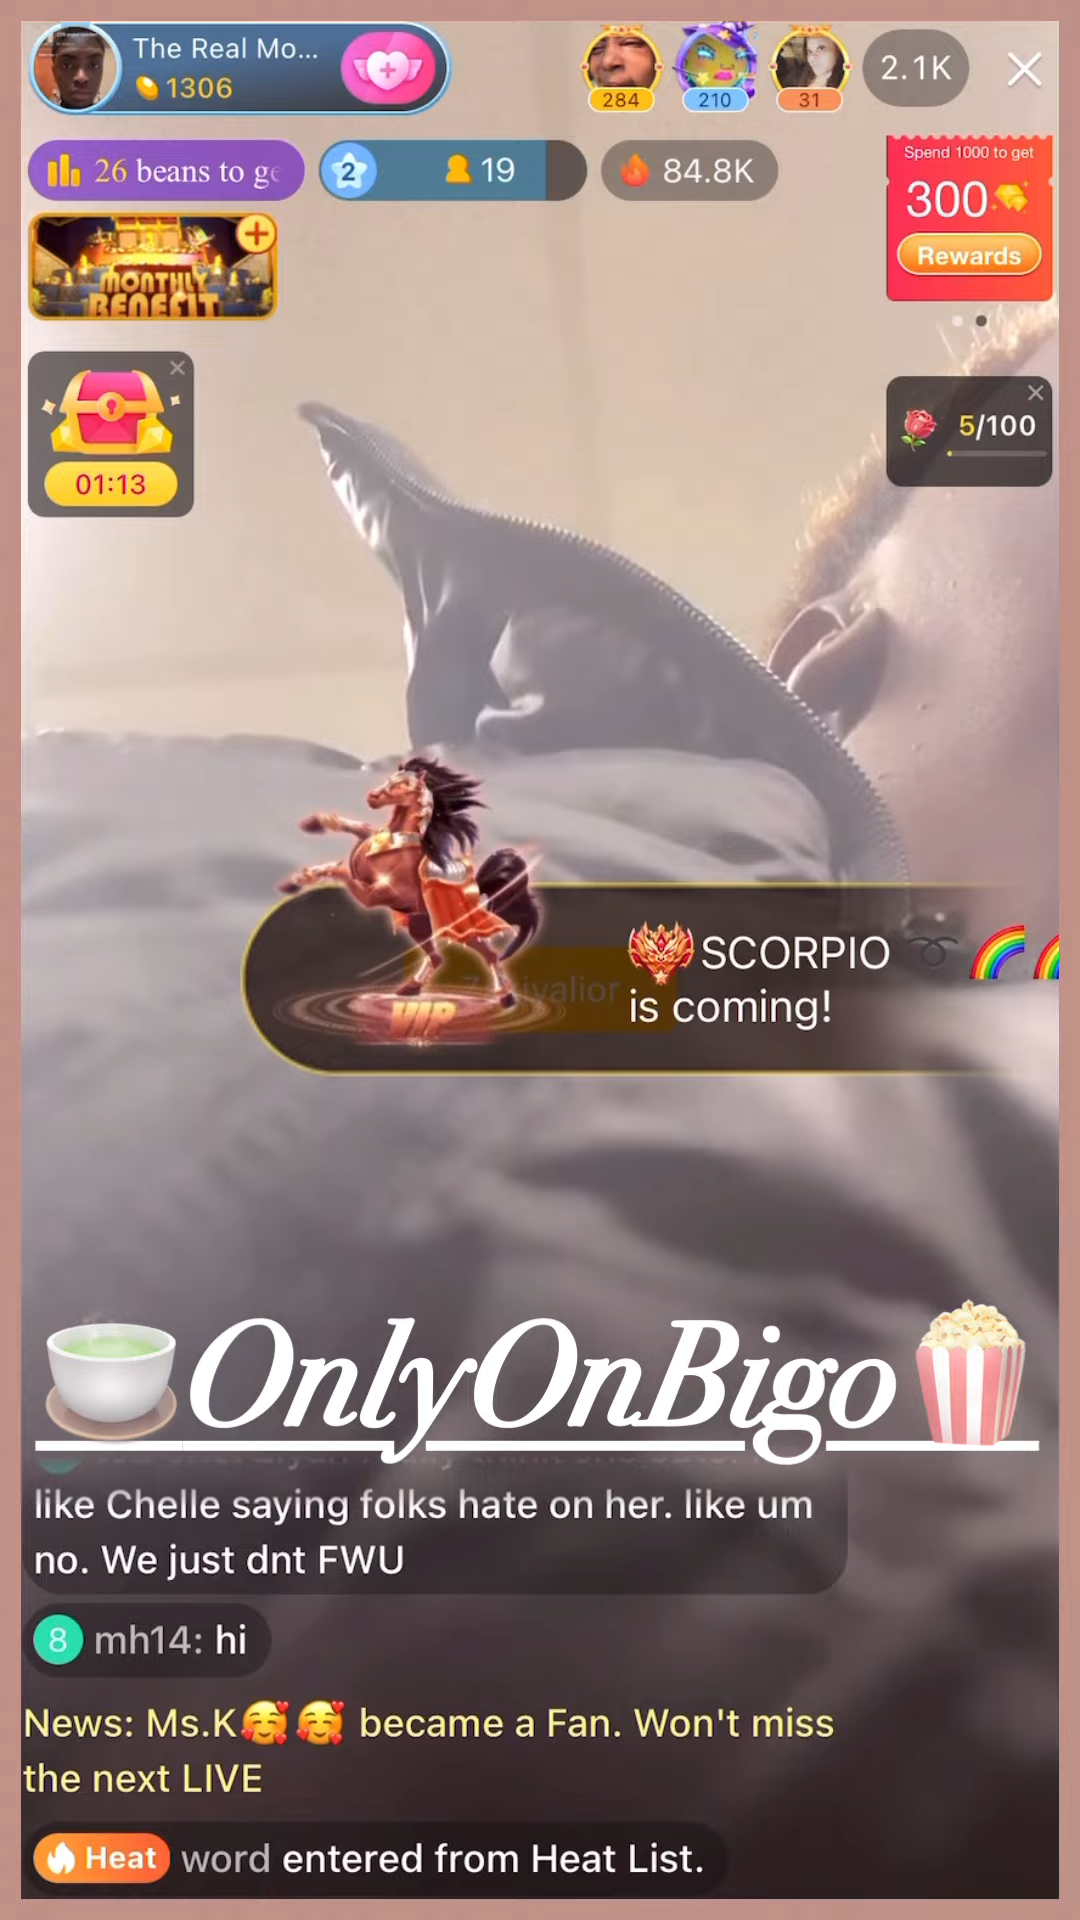 The Real Mo...
1306
284
210
31
2.1K
26 beans to ge
2
19
84.8K
Spend 1000 to get
300
Rewards
MONTHLY
BENEFIT
01:13
5/100
SCORPIO
is coming!
VIP
OnlyOnBigo
like Chelle saying folks hate on her. like um
no. We just dnt FWU
8 mh14: hi
News: Ms.K🥰🥰 became a Fan. Won't miss
the next LIVE
Heat word entered from Heat List.